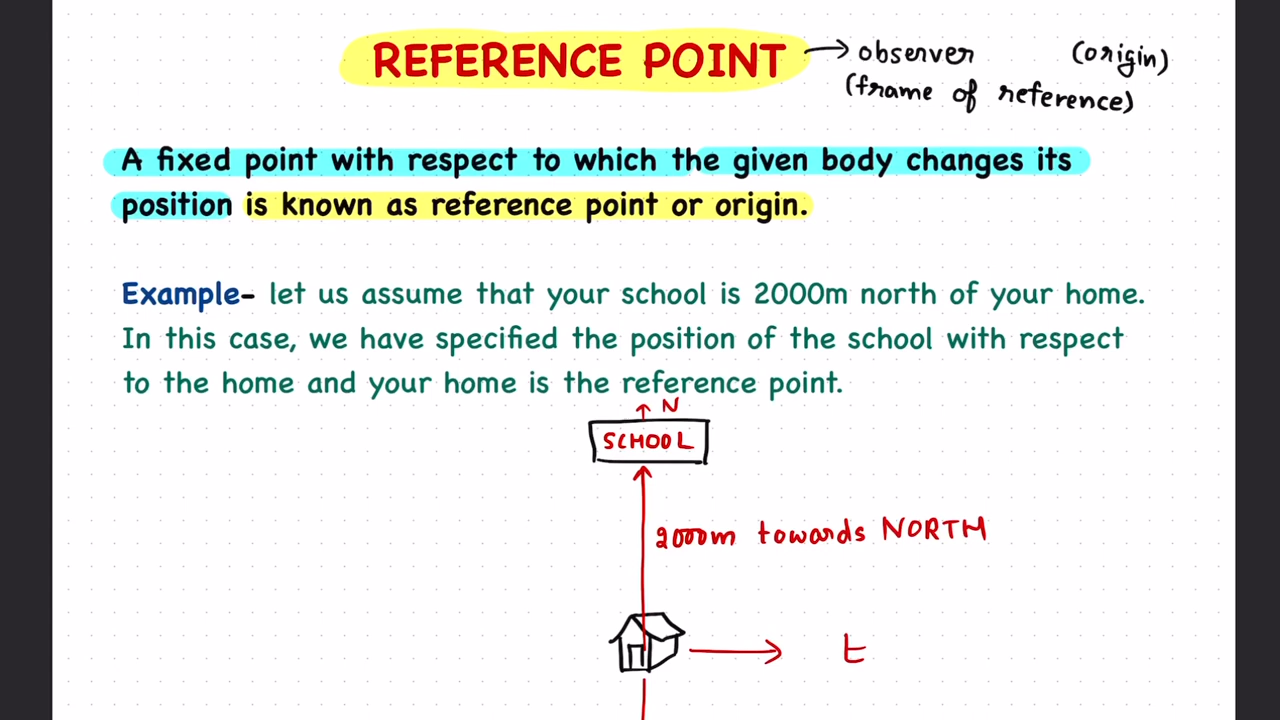 REFERENCE POINT → observer (origin)
(frame of reference)
A fixed point with respect to which the given body changes its
position is known as reference point or origin.
Example- let us assume that your school is 2000m north of your home.
In this case, we have specified the position of the school with respect
to the home and your home is the reference point.
N
SCHOOL
2000m towards NORTH
E